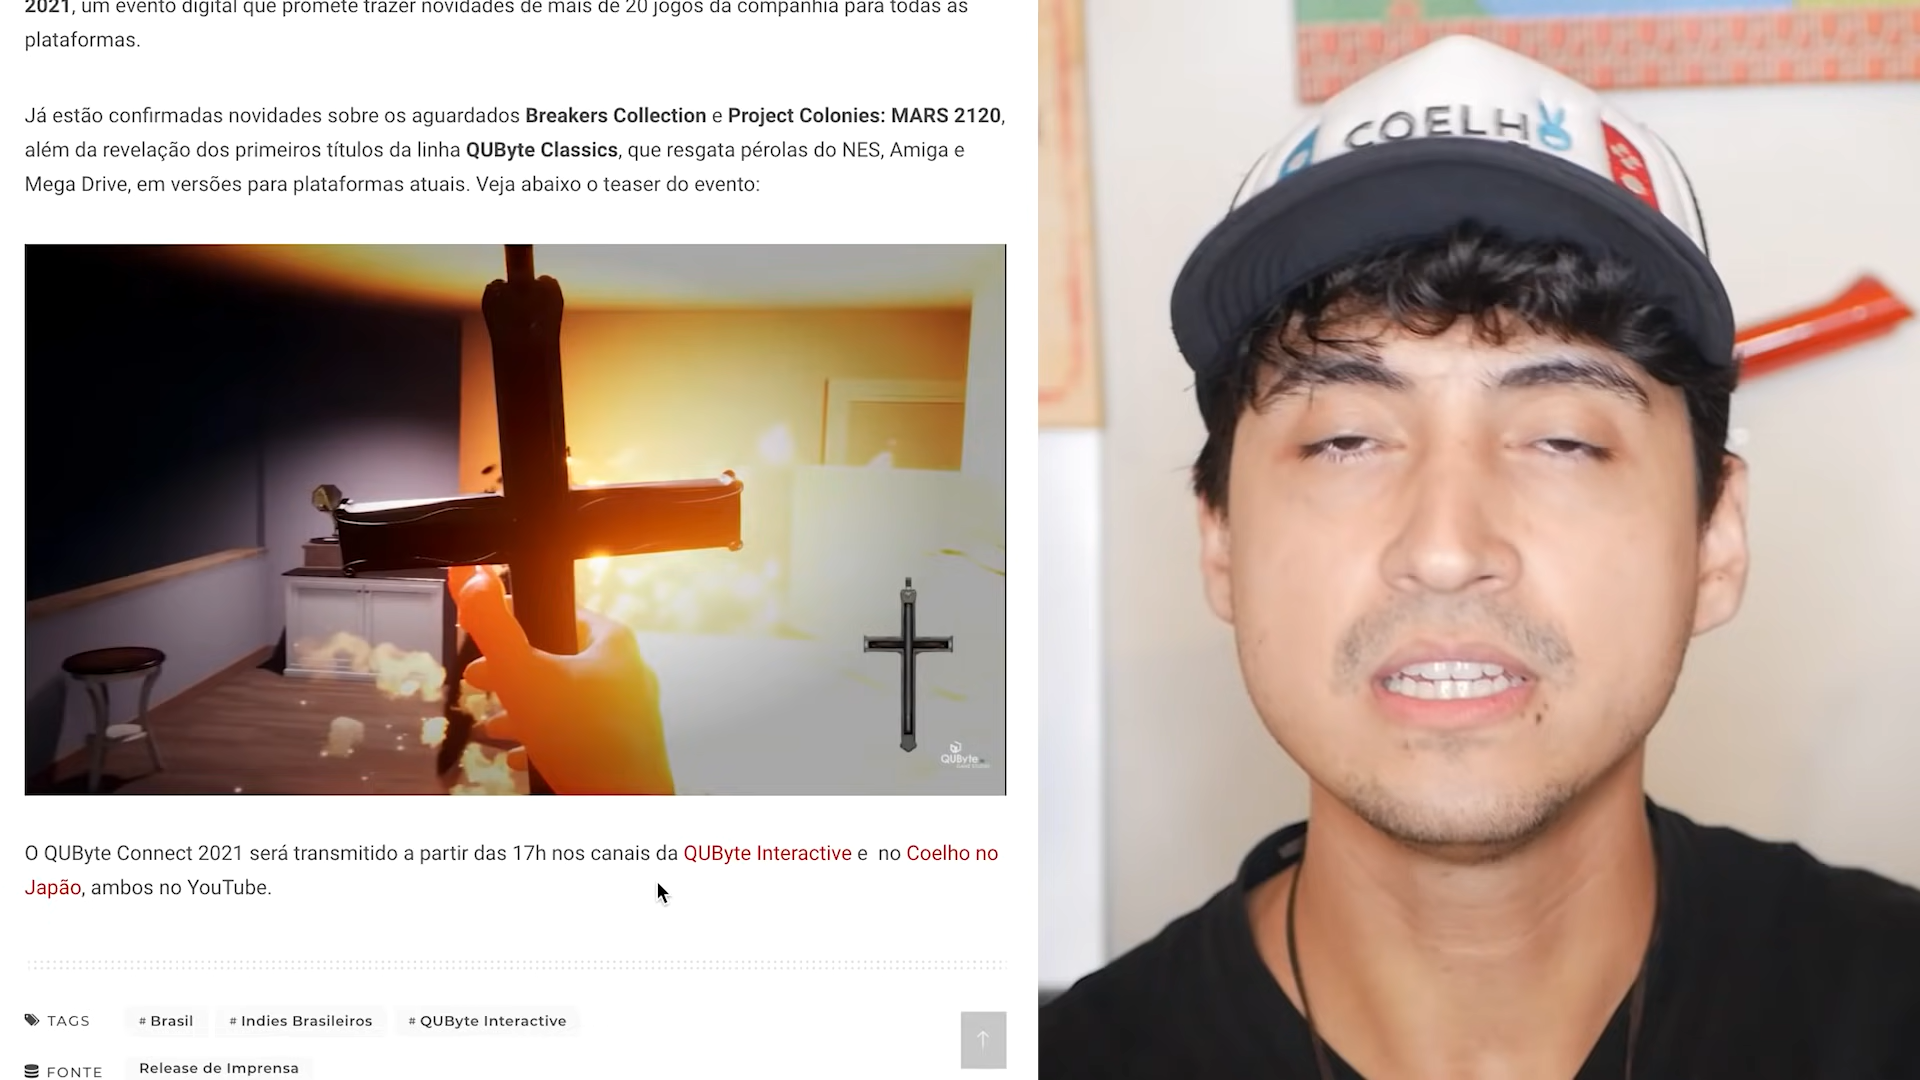 2021, um evento digital que promete trazer novidades de mais de 20 jogos da companhia para todas as
plataformas.
Já estão confirmadas novidades sobre os aguardados Breakers Collection e Project Colonies: MARS 2120,
além da revelação dos primeiros títulos da linha QUByte Classics, que resgata pérolas do NES, Amiga e
Mega Drive, em versões para plataformas atuais. Veja abaixo o teaser do evento:
QUByte
O QUByte Connect 2021 será transmitido a partir das 17h nos canais da QUByte Interactive e no Coelho no
Japão, ambos no YouTube.
TAGS # Brasil # Indies Brasileiros # QUByte Interactive
FONTE Release de Imprensa
COELHO